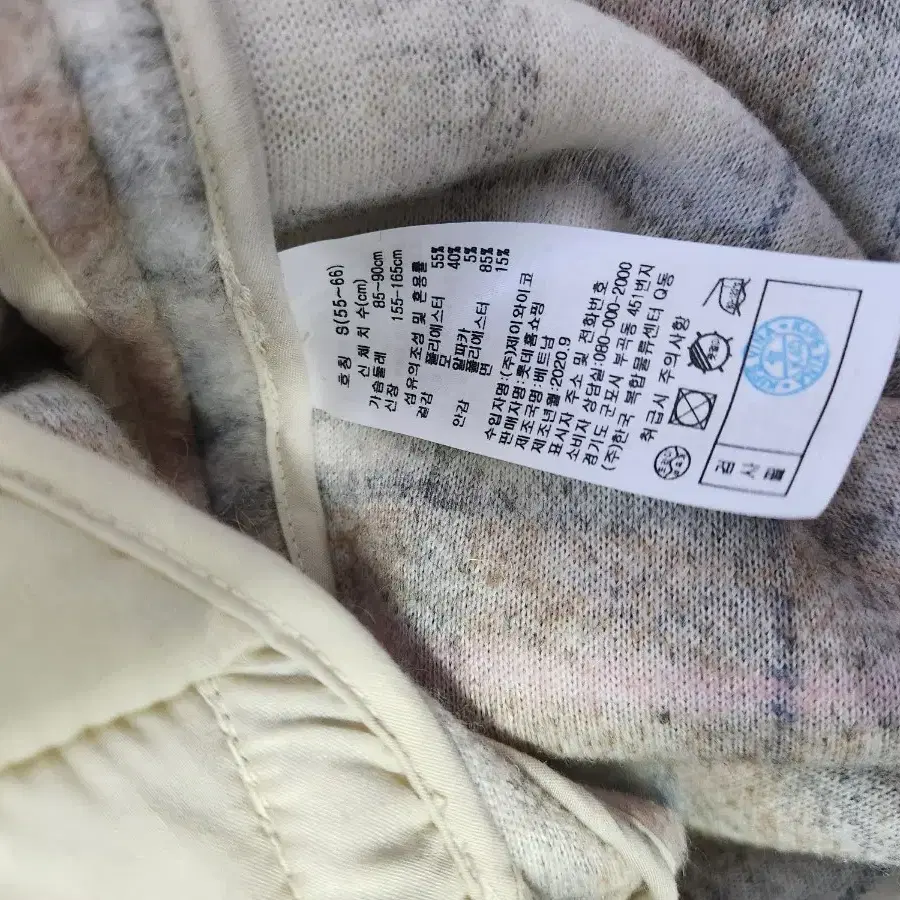 호칭 S(55~66)
신체치수(cm)
가슴둘레 85~90cm
신장 155-165cm
섬유의조성 및 혼용률
겉감 폴리에스터 55%
모 40%
알파카 5%
안감 폴리에스터 85%
면 15%
수입자명:(주)제이와이코
판매자명:롯데홈쇼핑
제조국명:베트남
제조년월:2020.9
표시자 주소 및 전화번호
소비자 상담실:080-000-2000
경기도 군포시 부곡동 451번지
(주)한국 복합물류센터 Q동
취급시 주의사항
검사필